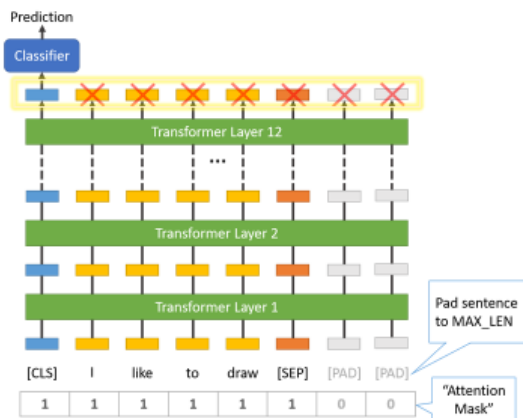 Prediction
Classifier
Transformer Layer 12
...
Transformer Layer 2
Transformer Layer 1
Pad sentence
to MAX_LEN
[CLS] I like to draw [SEP] [PAD] [PAD]
1 1 1 1 1 1 0 0
"Attention
Mask"